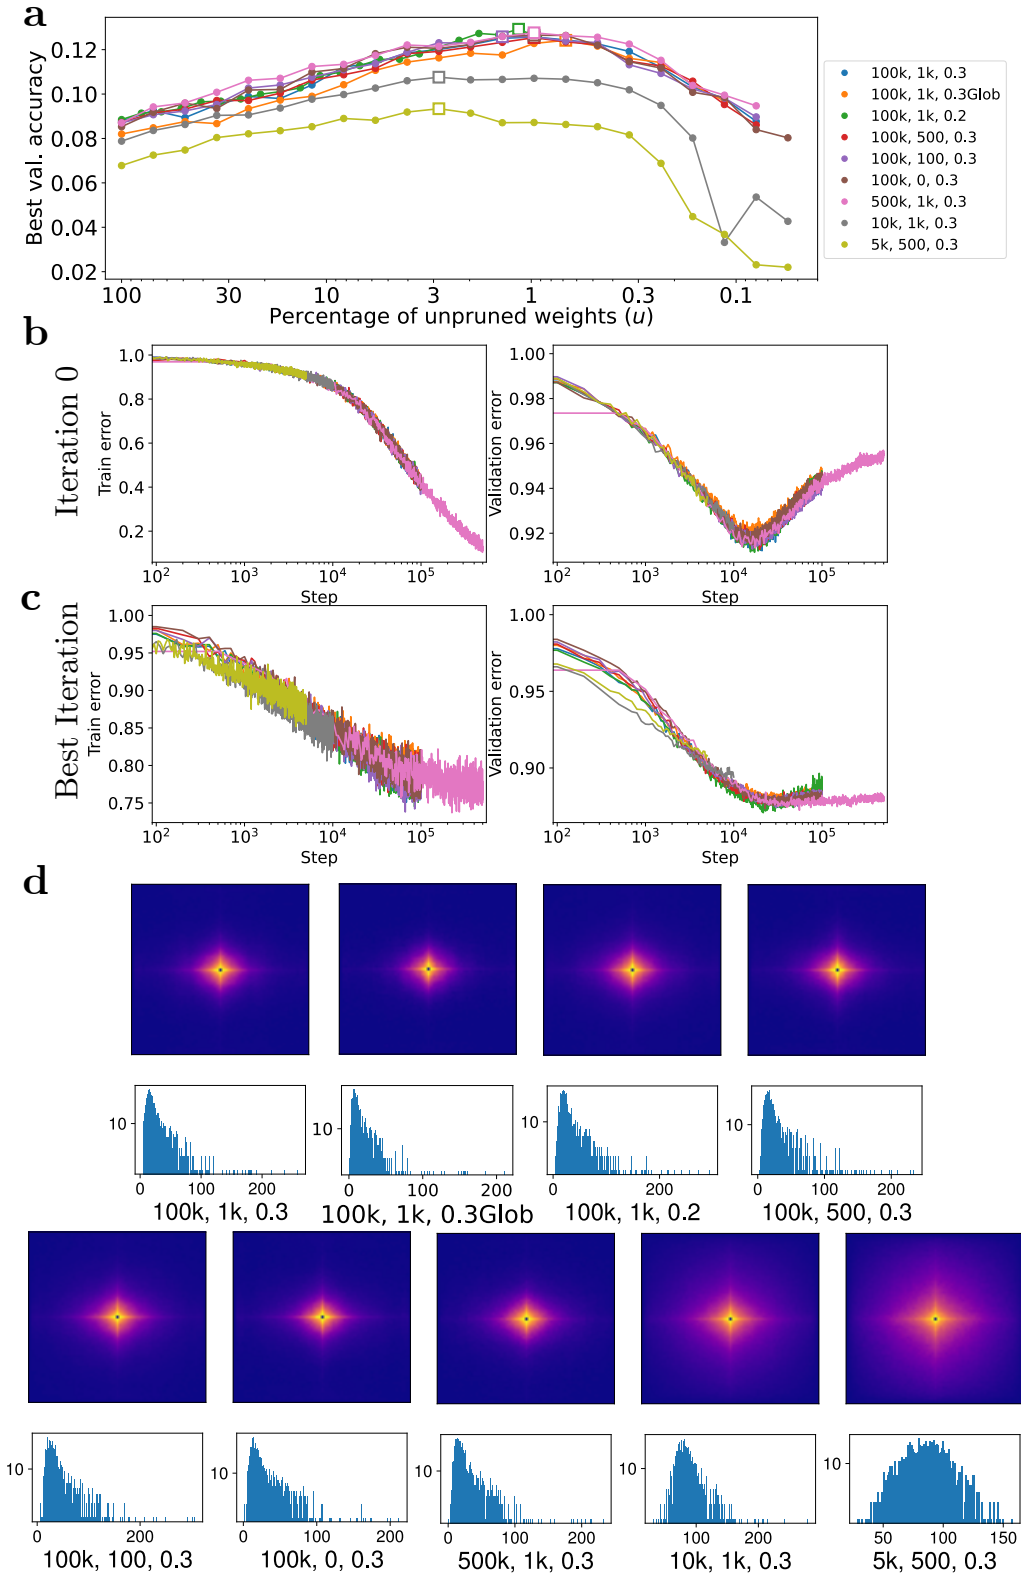 a
Best val. accuracy
0.12
0.10
0.08
0.06
0.04
0.02
100
30
10
3
1
0.3
0.1
Percentage of unpruned weights (u)
100k, 1k, 0.3
100k, 1k, 0.3Glob
100k, 1k, 0.2
100k, 500, 0.3
100k, 100, 0.3
100k, 0, 0.3
500k, 1k, 0.3
10k, 1k, 0.3
5k, 500, 0.3
b
Iteration 0
Train error
1.0
0.8
0.6
0.4
0.2
10² 10³ 10⁴ 10⁵
Step
Validation error
1.00
0.98
0.96
0.94
0.92
10² 10³ 10⁴ 10⁵
Step
c
Best Iteration
Train error
1.00
0.95
0.90
0.85
0.80
0.75
10² 10³ 10⁴ 10⁵
Step
Validation error
1.00
0.95
0.90
10² 10³ 10⁴ 10⁵
Step
d
10
0 100 200
100k, 1k, 0.3
10
0 100 200
100k, 1k, 0.3Glob
10
0 200
100k, 1k, 0.2
10
0 100 200
100k, 500, 0.3
10
0 200
100k, 100, 0.3
10
0 100 200
100k, 0, 0.3
10
0 100 200
500k, 1k, 0.3
10
100 200
10k, 1k, 0.3
10
50 100 150
5k, 500, 0.3